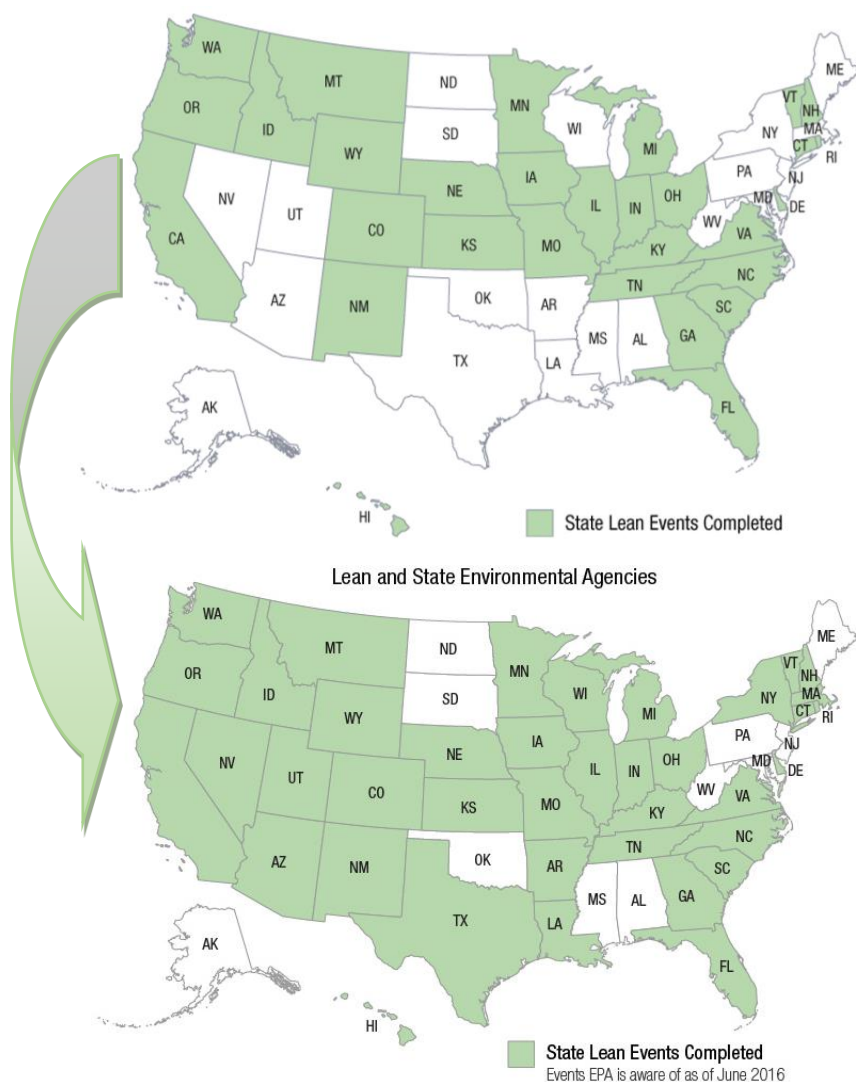 WA
MT
ND
MN
ME
VT
NH
OR
ID
SD
WI
NY
MA
WY
MI
CT
RI
IA
PA
NJ
NE
NV
OH
MD
DE
UT
IL
IN
WV
CO
VA
CA
KS
MO
KY
NC
TN
AZ
NM
OK
AR
SC
MS
AL
GA
TX
LA
AK
FL
HI
State Lean Events Completed
Lean and State Environmental Agencies
WA
MT
ND
MN
ME
VT
NH
OR
ID
SD
WI
NY
MA
WY
MI
CT
RI
IA
PA
NJ
NE
NV
OH
MD
DE
UT
IL
IN
WV
CO
VA
KS
MO
KY
NC
TN
AZ
NM
OK
AR
SC
MS
AL
GA
TX
LA
AK
FL
HI
State Lean Events Completed
Events EPA is aware of as of June 2016